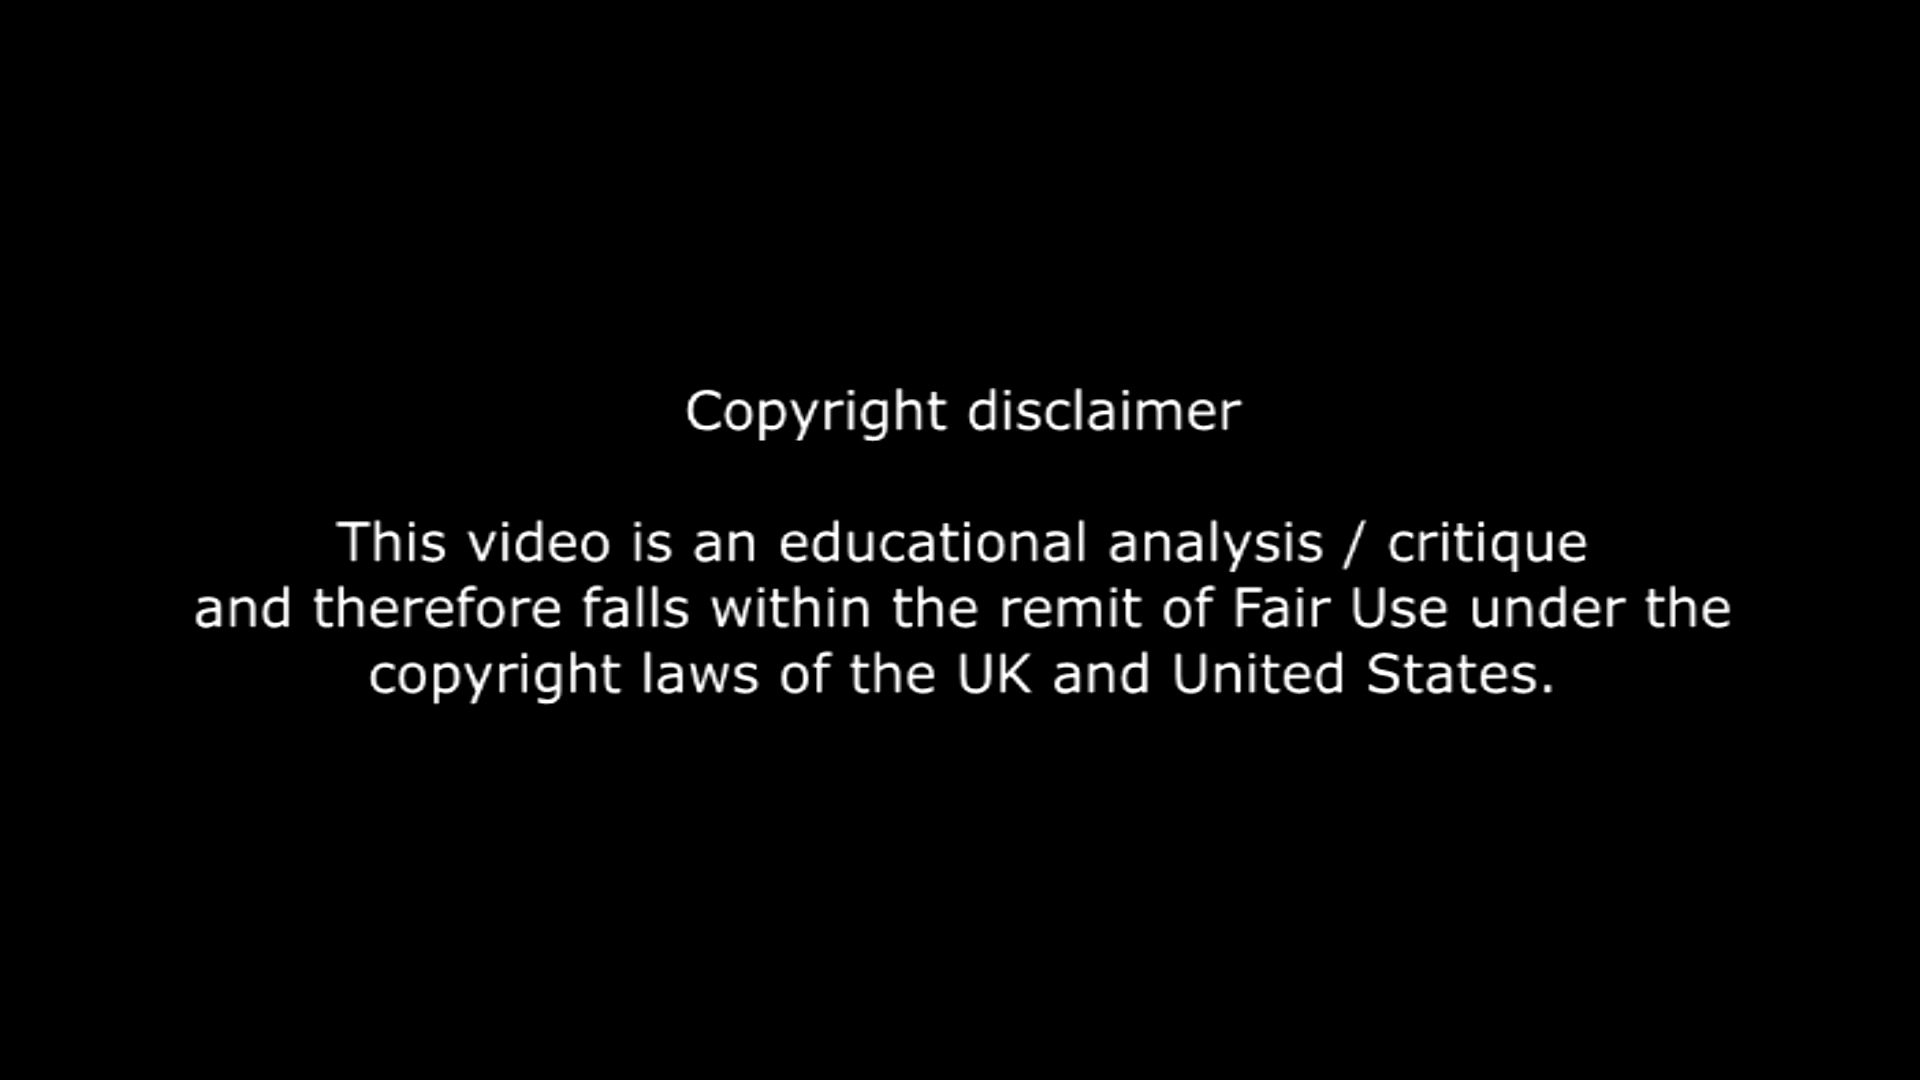 Copyright disclaimer
This video is an educational analysis / critique
and therefore falls within the remit of Fair Use under the
copyright laws of the UK and United States.